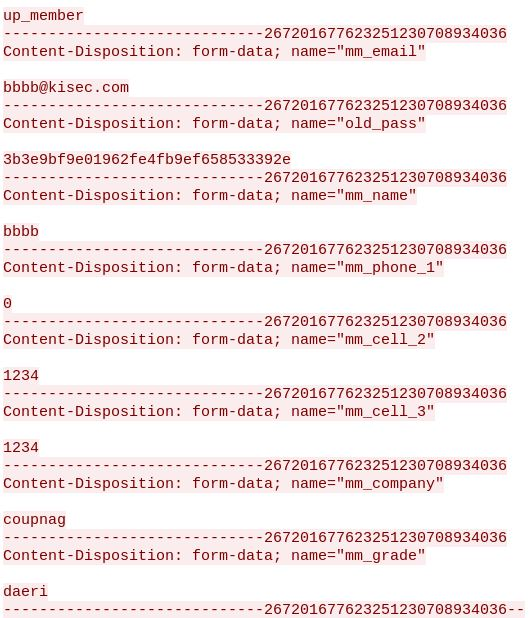 up_member
-----------------------------267201677623251230708934036
Content-Disposition: form-data; name="mm_email"
bbbb@kisec.com
-----------------------------267201677623251230708934036
Content-Disposition: form-data; name="old_pass"
3b3e9bf9e01962fe4fb9ef658533392e
-----------------------------267201677623251230708934036
Content-Disposition: form-data; name="mm_name"
bbbb
-----------------------------267201677623251230708934036
Content-Disposition: form-data; name="mm_phone_1"
0
-----------------------------267201677623251230708934036
Content-Disposition: form-data; name="mm_cell_2"
1234
-----------------------------267201677623251230708934036
Content-Disposition: form-data; name="mm_cell_3"
1234
-----------------------------267201677623251230708934036
Content-Disposition: form-data; name="mm_company"
coupnag
-----------------------------267201677623251230708934036
Content-Disposition: form-data; name="mm_grade"
daeri
-----------------------------267201677623251230708934036--